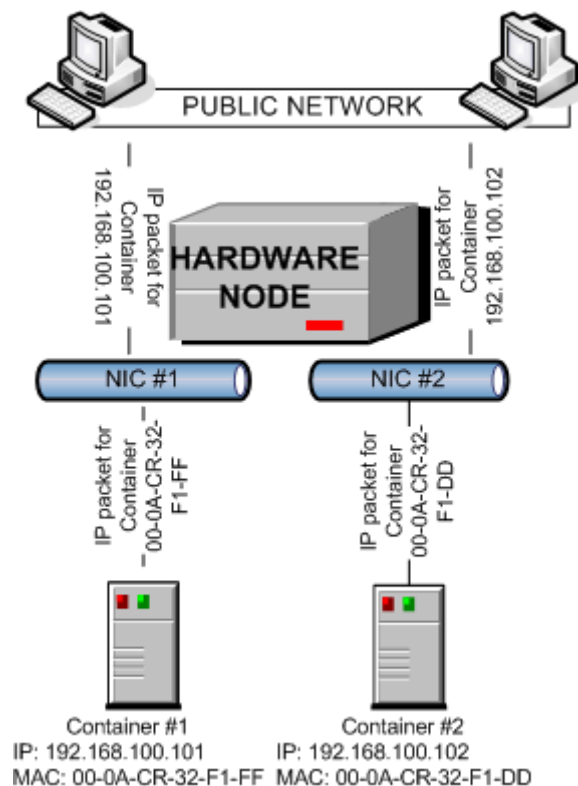 PUBLIC NETWORK
IP packet for
Container
192.168.100.101
IP packet for
Container
192.168.100.102
HARDWARE
NODE
NIC #1
NIC #2
IP packet for
Container
00-0A-CR-32-
F1-FF
IP packet for
Container
00-0A-CR-32-
F1-DD
Container #1
IP: 192.168.100.101
MAC: 00-0A-CR-32-F1-FF
Container #2
IP: 192.168.100.102
MAC: 00-0A-CR-32-F1-DD